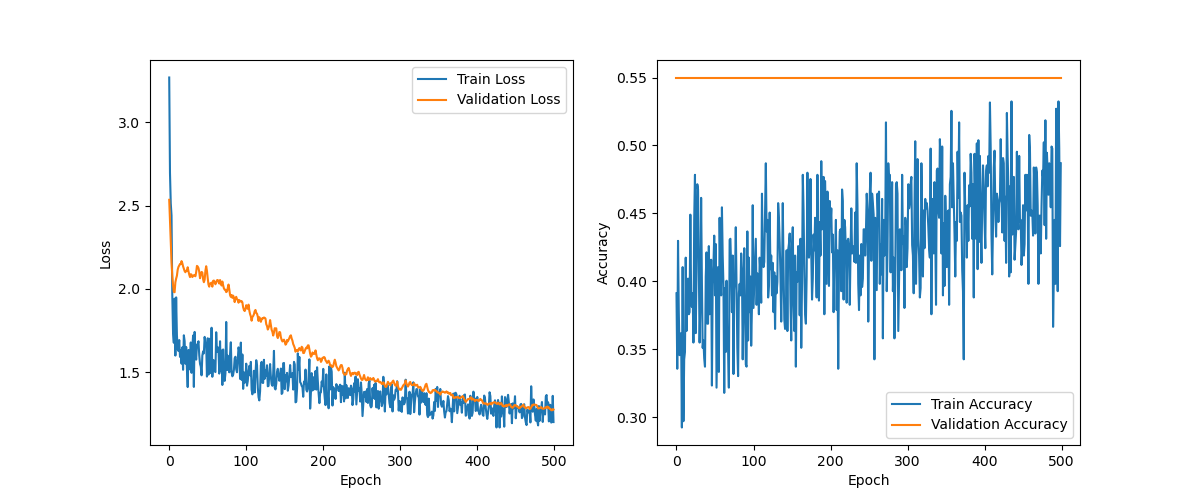 Train Loss
Validation Loss
3.0
2.5
2.0
1.5
Loss
0 100 200 300 400 500
Epoch
0.55
0.50
0.45
0.40
0.35
0.30
Accuracy
Train Accuracy
Validation Accuracy
0 100 200 300 400 500
Epoch